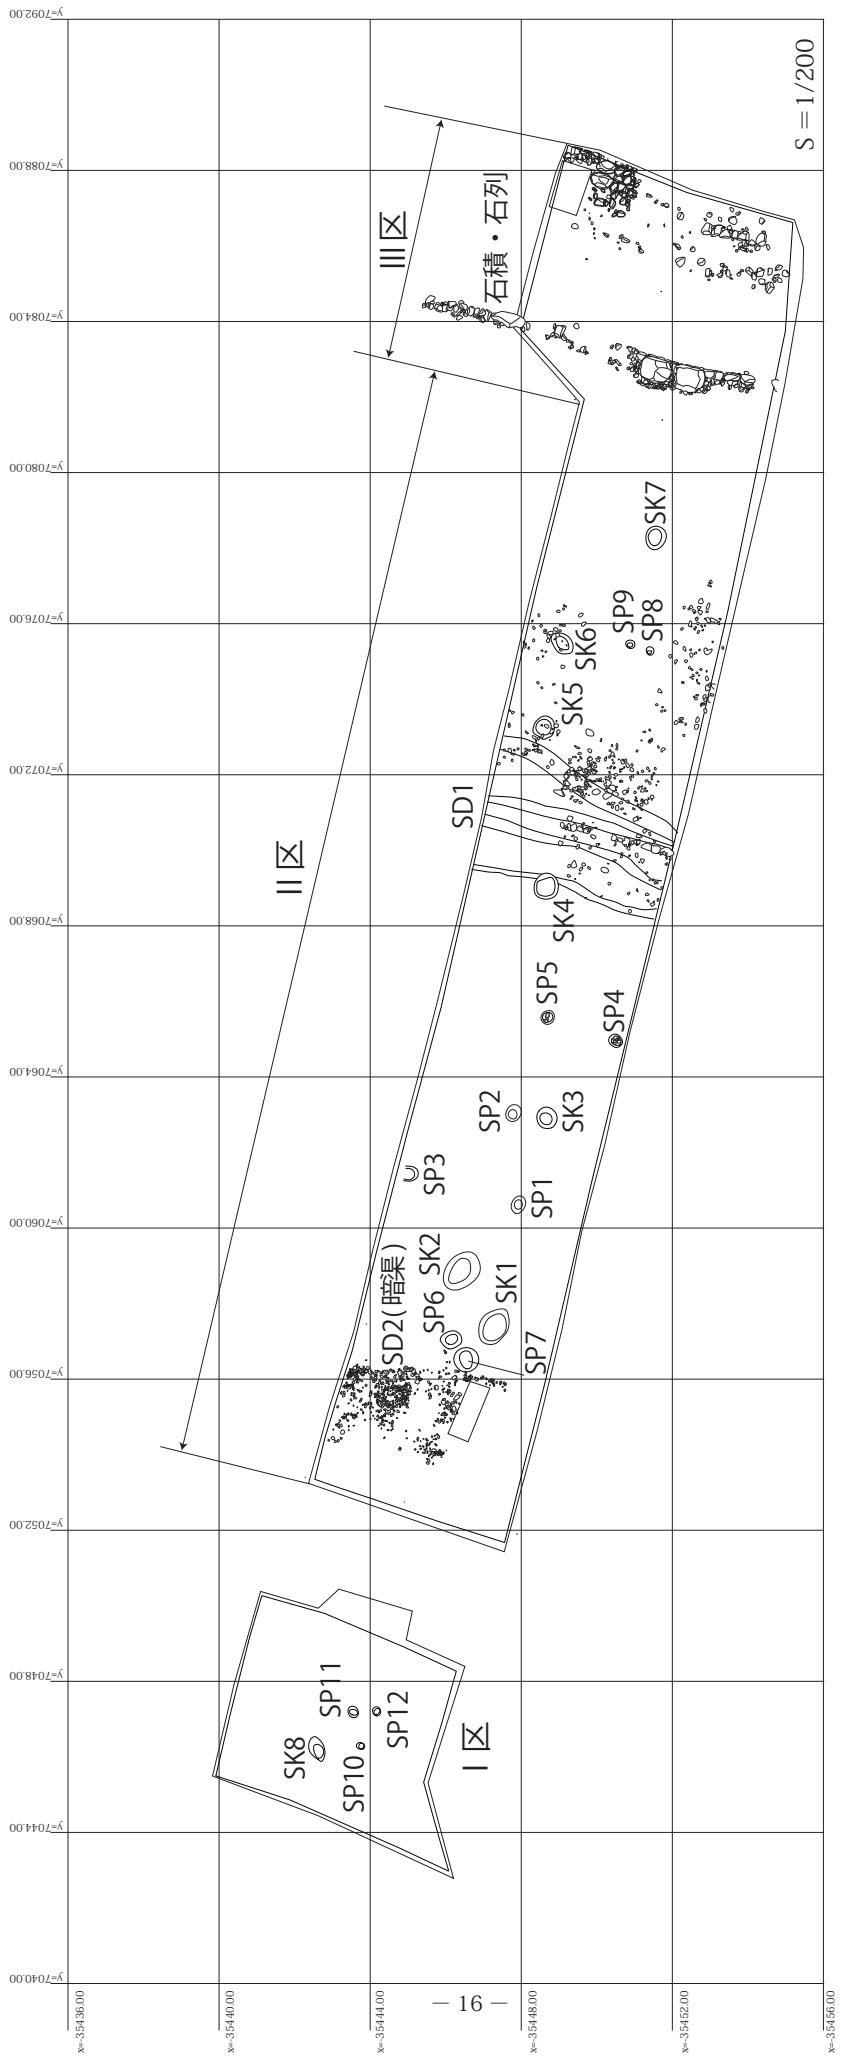 y=7092.00
y=7088.00
y=7084.00
y=7080.00
y=7076.00
y=7072.00
y=7068.00
y=7064.00
y=7060.00
y=7056.00
y=7052.00
y=7048.00
y=7044.00
y=7040.00
S＝1/200
Ⅲ区
石積・石列
SK7
SP9
SP8
SK6
SK5
SD1
Ⅱ区
SK4
SP5
SP4
SP2
SK3
SP3
SP1
SK2
SD2(暗渠)
SP6
SK1
SP7
SP11
SP12
SK8
SP10
Ⅰ区
x=-35436.00
x=-35440.00
x=-35444.00
x=-35448.00
x=-35452.00
x=-35456.00
― 16 ―